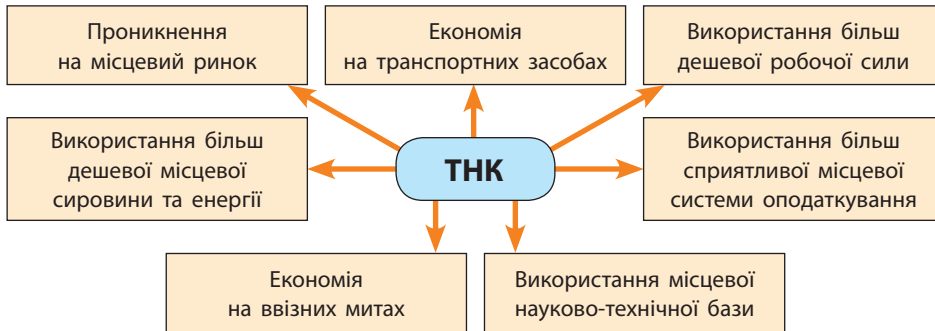 Проникнення
на місцевий ринок
Економія
на транспортних засобах
Використання більш
дешевої робочої сили
Використання більш
дешевої місцевої
сировини та енергії
ТНК
Використання більш
сприятливої місцевої
системи оподаткування
Економія
на ввізних митах
Використання місцевої
науково-технічної бази